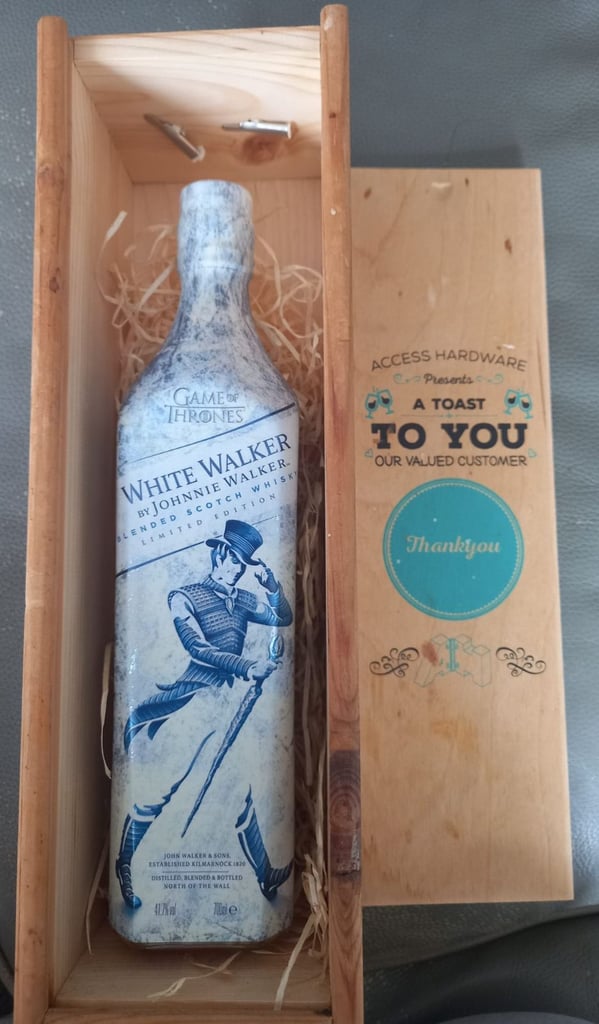 GAME OF
THRONES
WHITE WALKER
BY JOHNNIE WALKER
BLENDED SCOTCH WHISKY
LIMITED EDITION
JOHN WALKER & SONS,
ESTABLISHED KILMARNOCK 1820
DISTILLED, BLENDED & BOTTLED
NORTH OF THE WALL
41.7% vol 700ml e
ACCESS HARDWARE
Presents
A TOAST
TO YOU
OUR VALUED CUSTOMER
Thankyou